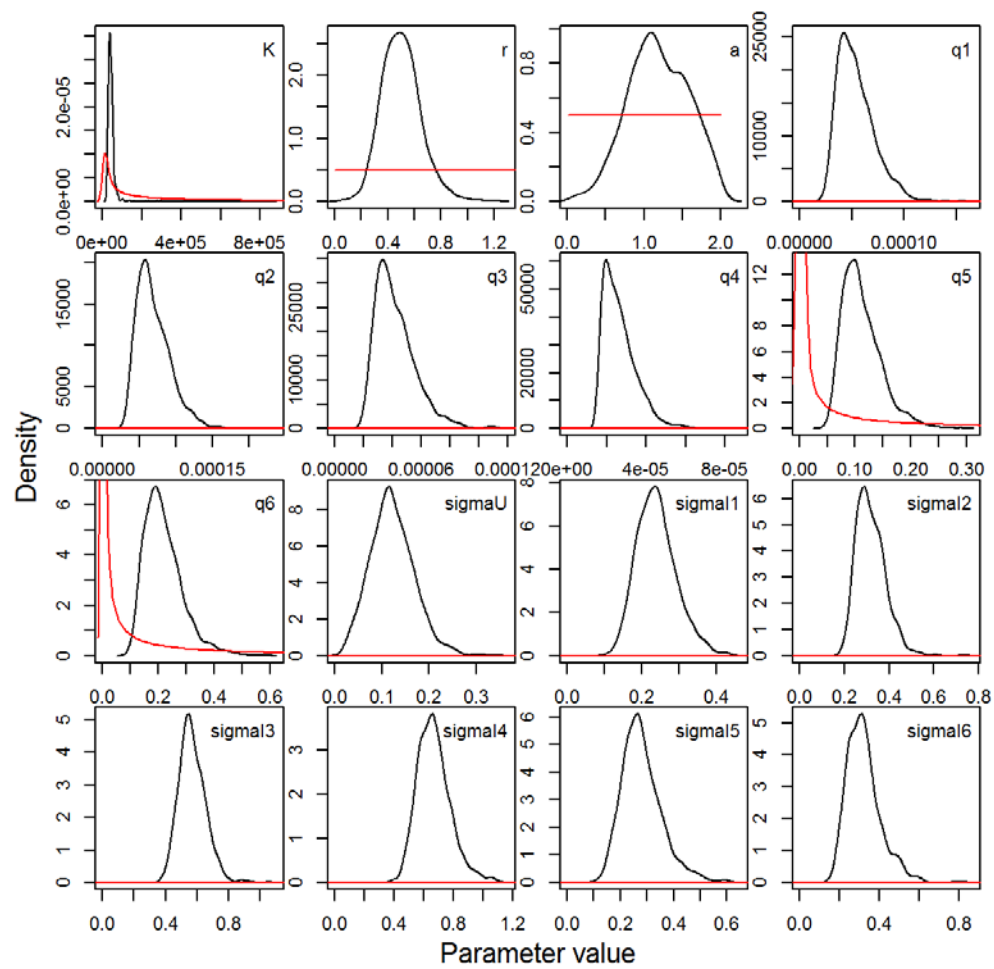 Density
K
0.0e+00 2.0e-05
0e+00 4e+05 8e+05
r
0.0 1.0 2.0
0.0 0.4 0.8 1.2
a
0.0 0.4 0.8
0.0 1.0 2.0
q1
0 10000 25000
0.00000 0.00010
q2
0 5000 15000
0.00000 0.00015
q3
0 10000 25000
0.00000 0.00006 0.00012
q4
0 20000 50000
0e+00 4e-05 8e-05
q5
0 2 4 6 8 12
0.00 0.10 0.20 0.30
q6
0 2 4 6
0.0 0.2 0.4 0.6
sigmaU
0 2 4 6 8
0.0 0.1 0.2 0.3
sigmaI1
0 2 4 6 8
0.0 0.2 0.4
sigmaI2
0 1 2 3 4 5 6
0.0 0.2 0.4 0.6 0.8
sigmaI3
0 1 2 3 4 5
0.0 0.4 0.8
sigmaI4
0 1 2 3
0.0 0.4 0.8 1.2
sigmaI5
0 1 2 3 4 5 6
0.0 0.2 0.4 0.6
sigmaI6
0 1 2 3 4 5
0.0 0.4 0.8
Parameter value